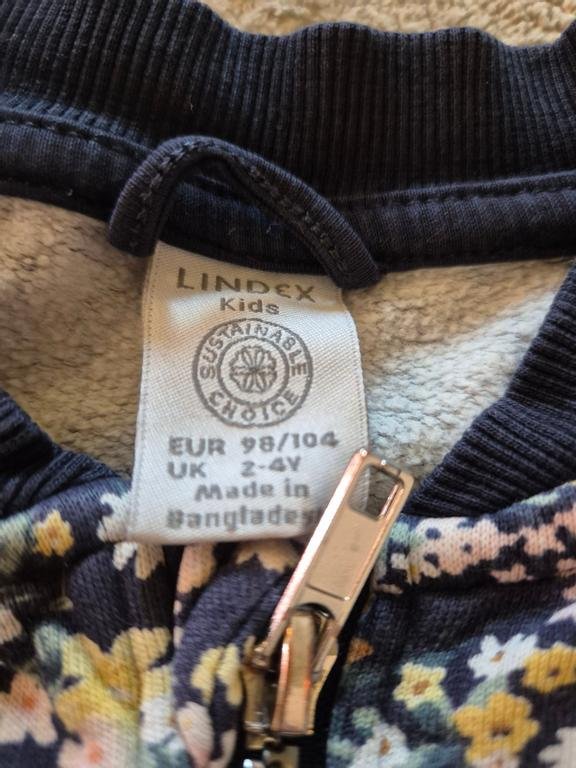 LINDEX
Kids
SUSTAINABLE
CHOICE
EUR 98/104
UK 2-4Y
Made in
Bangladesh